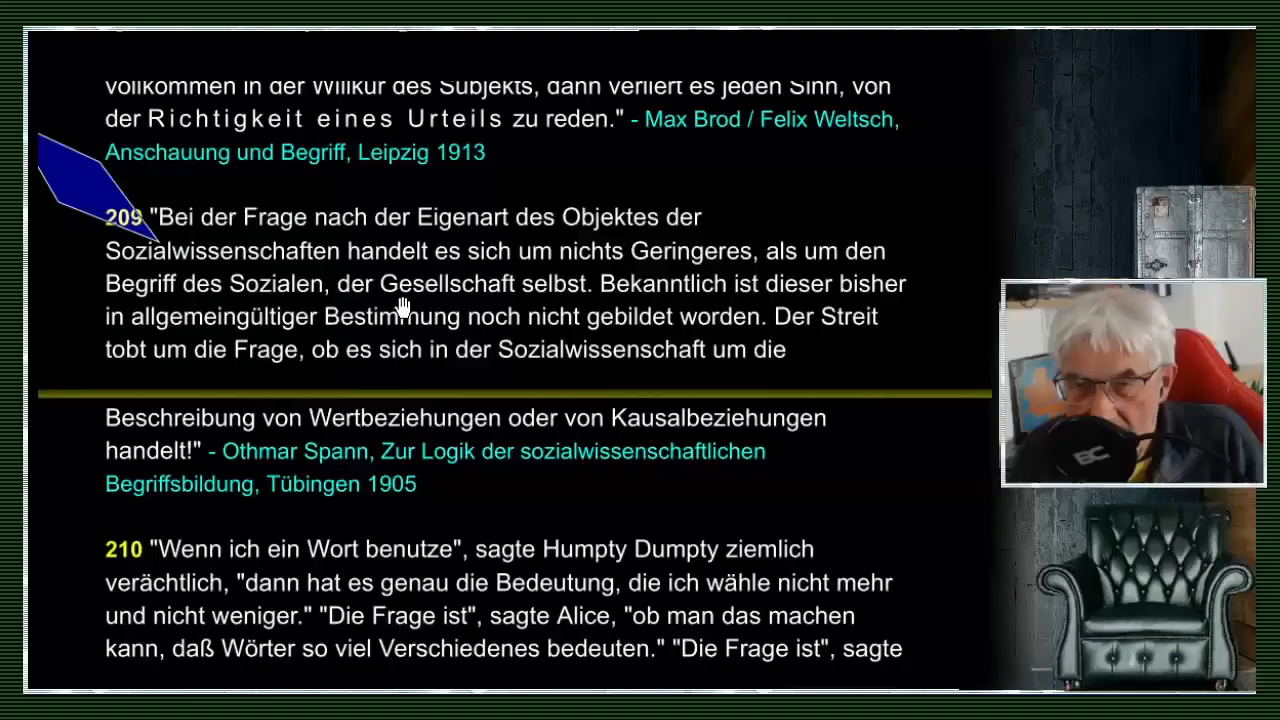 vollkommen in der Willkür des Subjekts, dann verliert es jeden Sinn, von
der Richtigkeit eines Urteils zu reden." - Max Brod / Felix Weltsch,
Anschauung und Begriff, Leipzig 1913
209 "Bei der Frage nach der Eigenart des Objektes der
Sozialwissenschaften handelt es sich um nichts Geringeres, als um den
Begriff des Sozialen, der Gesellschaft selbst. Bekanntlich ist dieser bisher
in allgemeingültiger Bestimmung noch nicht gebildet worden. Der Streit
tobt um die Frage, ob es sich in der Sozialwissenschaft um die
Beschreibung von Wertbeziehungen oder von Kausalbeziehungen
handelt!" - Othmar Spann, Zur Logik der sozialwissenschaftlichen
Begriffsbildung, Tübingen 1905
210 "Wenn ich ein Wort benutze", sagte Humpty Dumpty ziemlich
verächtlich, "dann hat es genau die Bedeutung, die ich wähle nicht mehr
und nicht weniger." "Die Frage ist", sagte Alice, "ob man das machen
kann, daß Wörter so viel Verschiedenes bedeuten." "Die Frage ist", sagte
EC